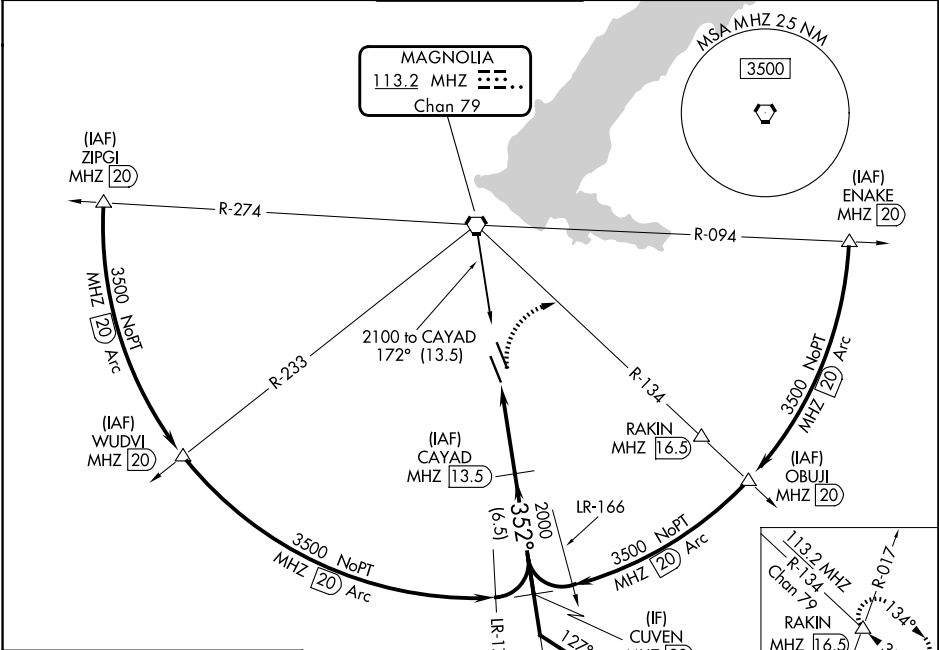 MAGNOLIA
113.2 MHZ
Chan 79
MSA MHZ 25 NM
3500
(IAF)
ZIPGI
MHZ 20
R-274
(IAF)
ENAKE
MHZ 20
R-094
3500 NoPT
MHZ 20 Arc
2100 to CAYAD
172° (13.5)
R-233
R-134
3500 NoPT
MHZ 20 Arc
(IAF)
WUDVI
MHZ 20
(IAF)
CAYAD
MHZ 13.5
RAKIN
MHZ 16.5
(IAF)
OBUJI
MHZ 20
352°
(6.5)
2000
LR-166
3500 NoPT
MHZ 20 Arc
3500 NoPT
MHZ 20 Arc
(IF)
CUVEN
127°
113.2 MHZ
R-134
Chan 79
R-017
134°
RAKIN
MHZ 16.5